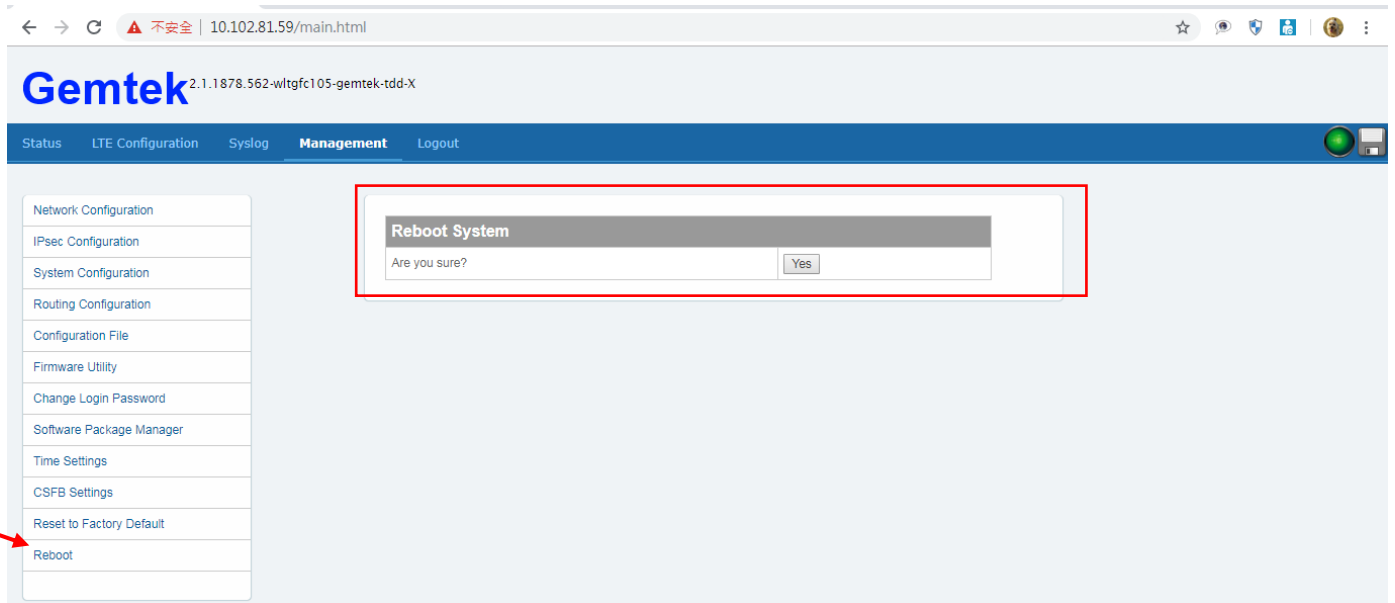 不安全 | 10.102.81.59/main.html
Gemtek 2.1.1878.562-wltgfc105-gemtek-tdd-X
Status LTE Configuration Syslog Management Logout
Network Configuration
IPsec Configuration
System Configuration
Routing Configuration
Configuration File
Firmware Utility
Change Login Password
Software Package Manager
Time Settings
CSFB Settings
Reset to Factory Default
Reboot
Reboot System
Are you sure? Yes